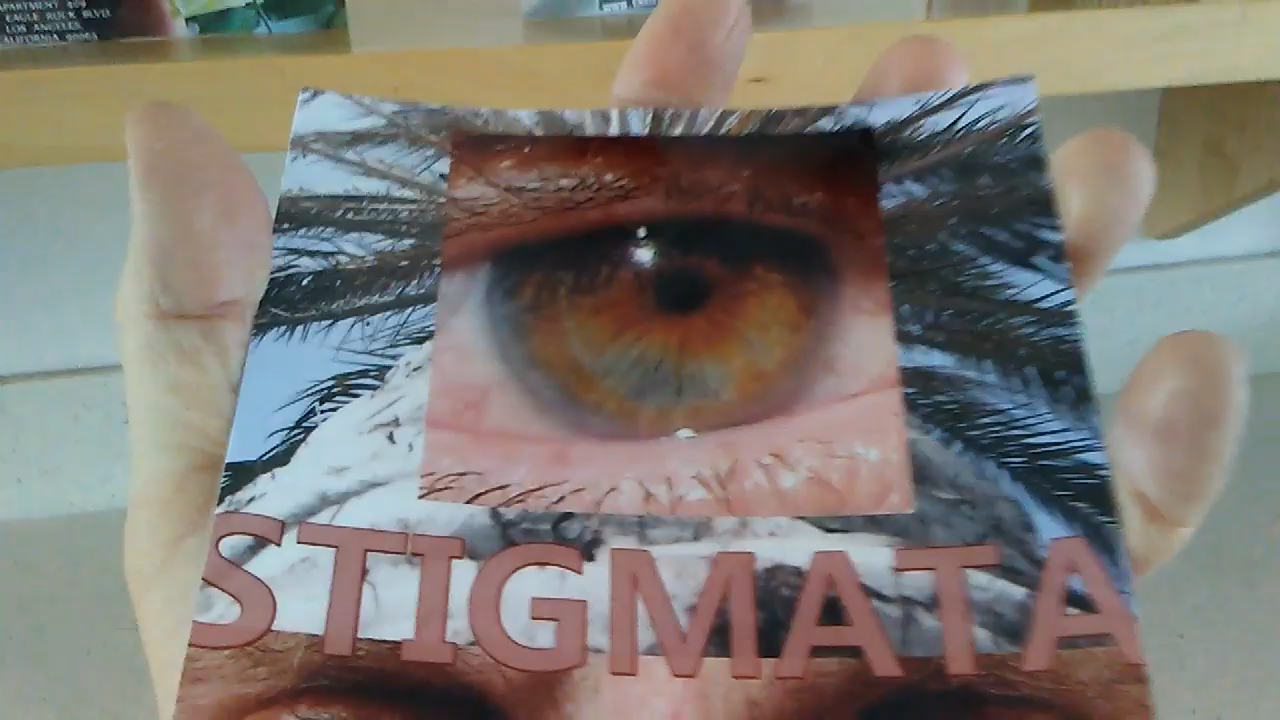 APARTMENT 409
EAGLE ROCK BLVD
LOS ANGELES
CALIFORNIA 90065
STIGMATA